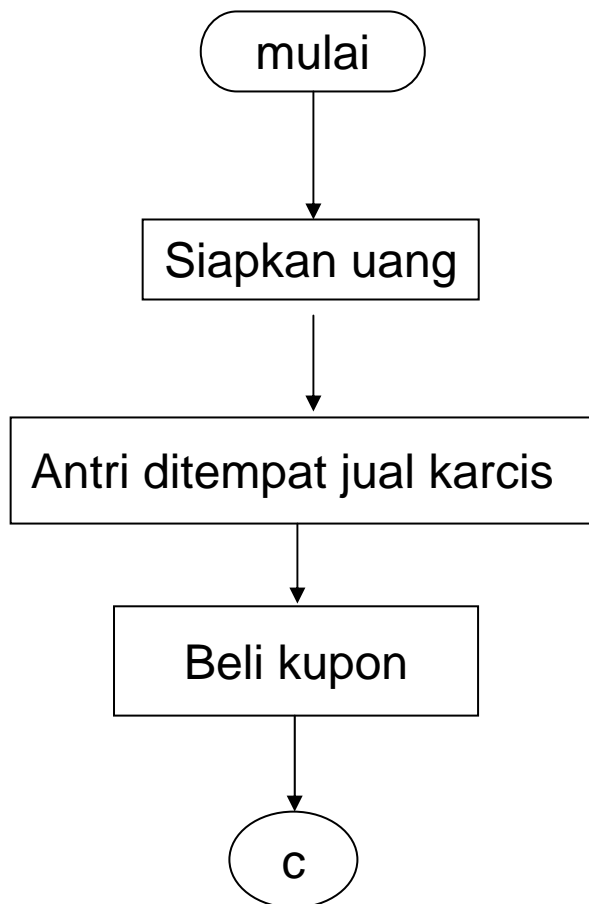 mulai
Siapkan uang
Antri ditempat jual karcis
Beli kupon
c